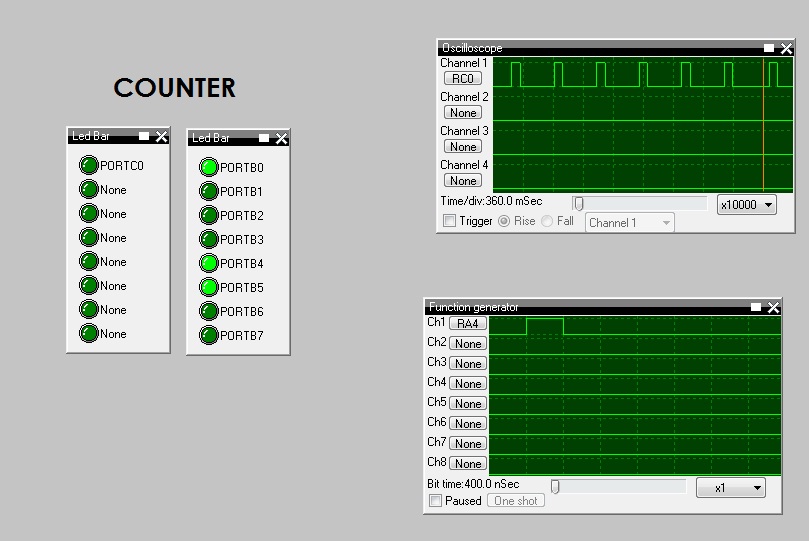 COUNTER
Led Bar
PORTC0
None
None
None
None
None
None
None
Led Bar
PORTB0
PORTB1
PORTB2
PORTB3
PORTB4
PORTB5
PORTB6
PORTB7
Oscilloscope
Channel 1
RC0
Channel 2
None
Channel 3
None
Channel 4
None
Time/div:360.0 mSec
x10000
Trigger Rise Fall Channel 1
Function generator
Ch1 RA4
Ch2 None
Ch3 None
Ch4 None
Ch5 None
Ch6 None
Ch7 None
Ch8 None
Bit time:400.0 nSec
x1
Paused One shot